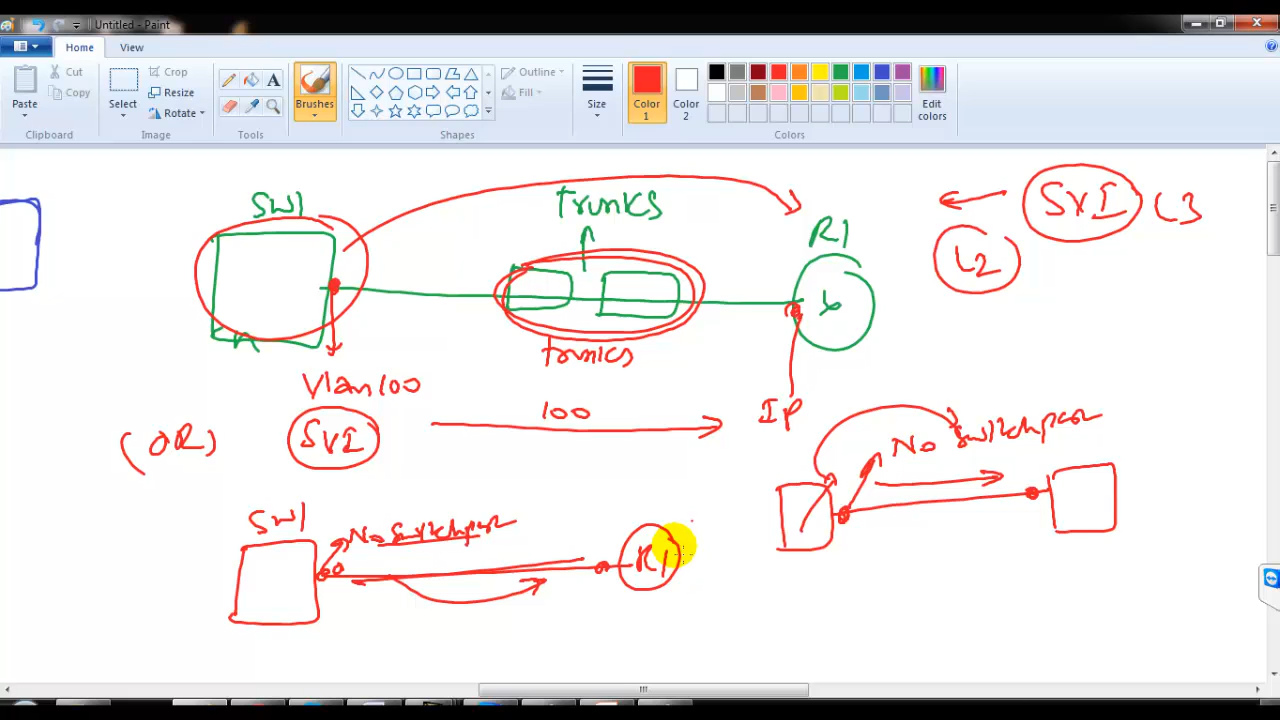 Untitled - Paint
Home
View
Paste
Cut
Copy
Clipboard
Select
Crop
Resize
Rotate
Image
Tools
Brushes
Shapes
Outline
Fill
Size
Color 1
Color 2
Edit colors
Colors
SW1
trunks
R1
SVI L3
L2
trunks
Vlan100
100
IP
(OR) SVI
No switchport
SW1
No switchport
R1